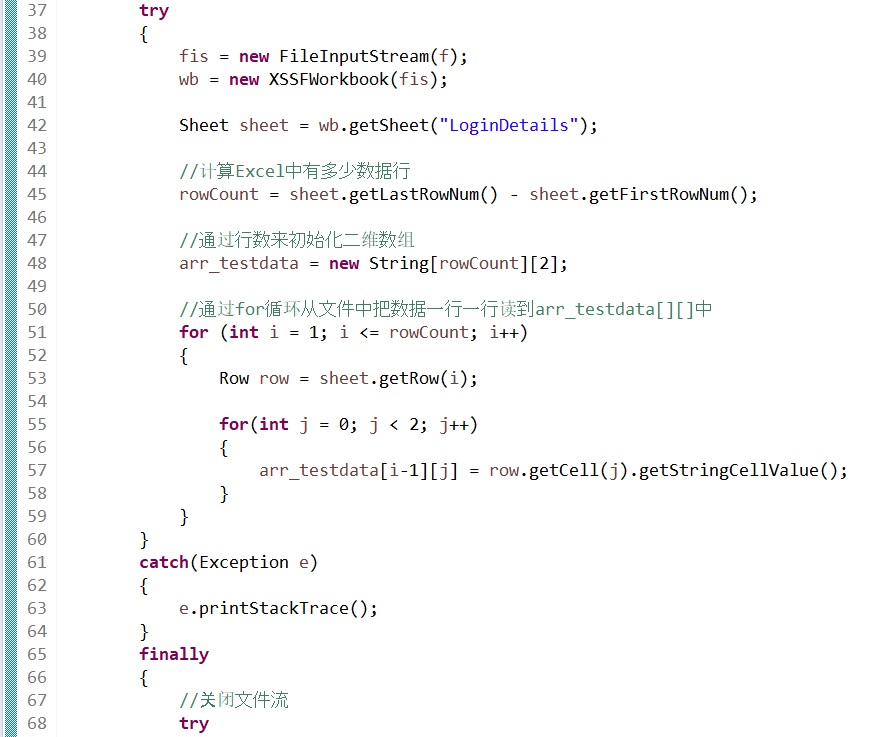 37 try
38 {
39 fis = new FileInputStream(f);
40 wb = new XSSFWorkbook(fis);
41
42 Sheet sheet = wb.getSheet("LoginDetails");
43
44 //计算Excel中有多少数据行
45 rowCount = sheet.getLastRowNum() - sheet.getFirstRowNum();
46
47 //通过行数来初始化二维数组
48 arr_testdata = new String[rowCount][2];
49
50 //通过for循环从文件中把数据一行一行读到arr_testdata[][]中
51 for (int i = 1; i <= rowCount; i++)
52 {
53 Row row = sheet.getRow(i);
54
55 for(int j = 0; j < 2; j++)
56 {
57 arr_testdata[i-1][j] = row.getCell(j).getStringCellValue();
58 }
59 }
60 }
61 catch(Exception e)
62 {
63 e.printStackTrace();
64 }
65 finally
66 {
67 //关闭文件流
68 try